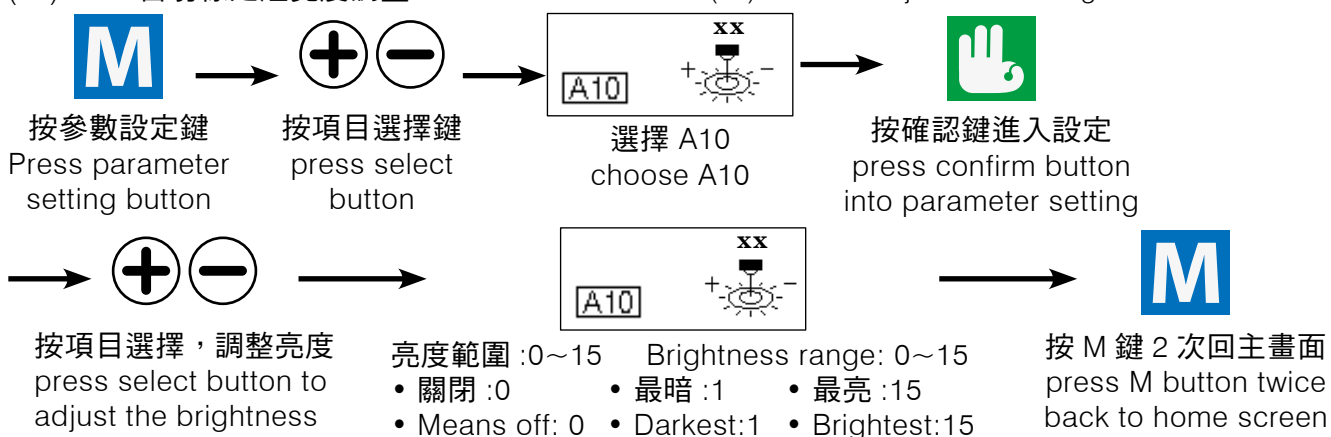 M
xx
A10
按參數設定鍵
Press parameter
setting button
按項目選擇鍵
press select
button
選擇 A10
choose A10
按確認鍵進入設定
press confirm button
into parameter setting
xx
A10
M
按項目選擇，調整亮度
press select button to
adjust the brightness
亮度範圍 :0~15 Brightness range: 0~15
• 關閉 :0 • 最暗 :1 • 最亮 :15
• Means off: 0 • Darkest:1 • Brightest:15
按 M 鍵 2 次回主畫面
press M button twice
back to home screen